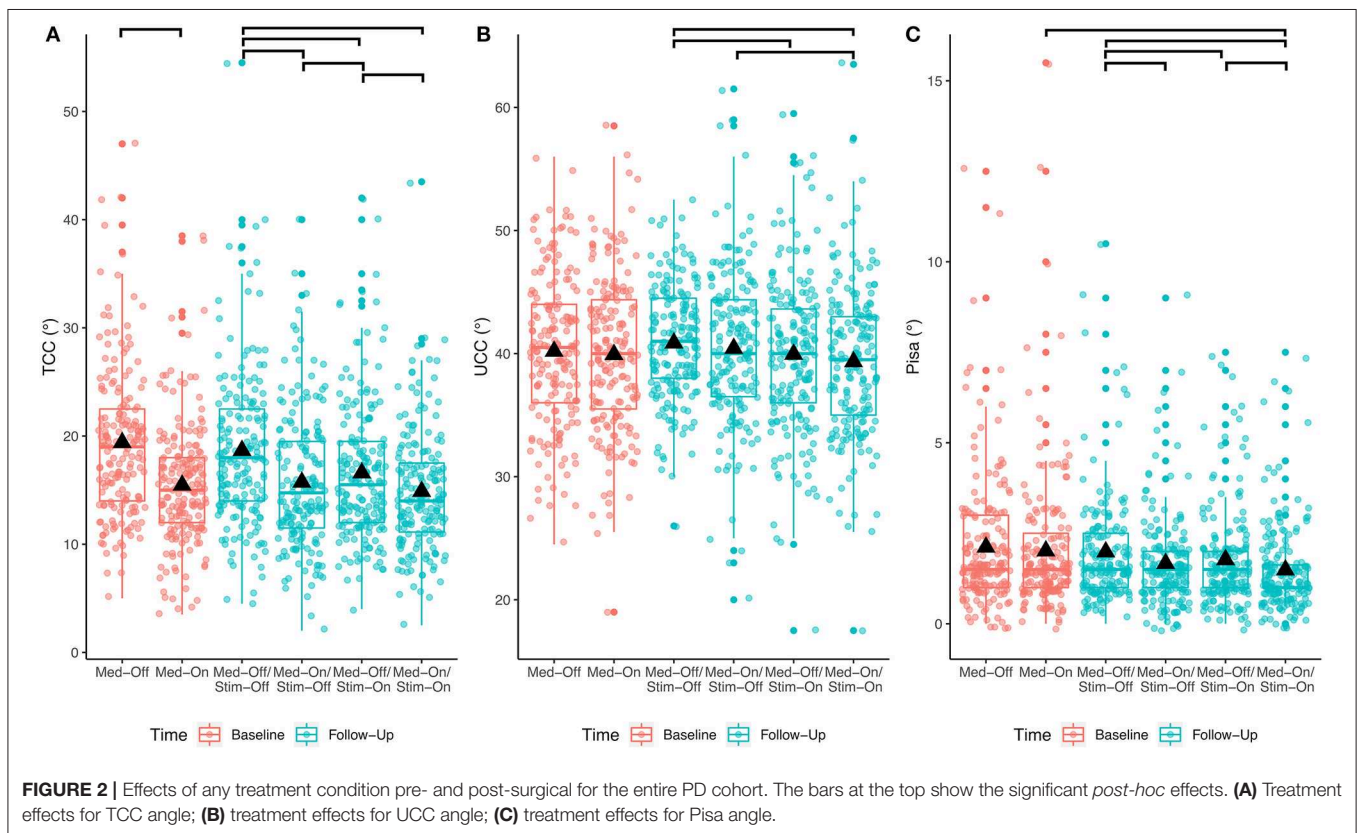 A
TCC (°)
50
40
30
20
10
0
Med−Off
Med−On
Med−Off/
Stim−Off
Med−On/
Stim−Off
Med−Off/
Stim−On
Med−On/
Stim−On
Time Baseline Follow−Up
B
UCC (°)
60
50
40
30
20
Med−Off
Med−On
Med−Off/
Stim−Off
Med−On/
Stim−Off
Med−Off/
Stim−On
Med−On/
Stim−On
Time Baseline Follow−Up
C
Pisa (°)
15
10
5
0
Med−Off
Med−On
Med−Off/
Stim−Off
Med−On/
Stim−Off
Med−Off/
Stim−On
Med−On/
Stim−On
Time Baseline Follow−Up
FIGURE 2 | Effects of any treatment condition pre- and post-surgical for the entire PD cohort. The bars at the top show the significant post-hoc effects. (A) Treatment
effects for TCC angle; (B) treatment effects for UCC angle; (C) treatment effects for Pisa angle.